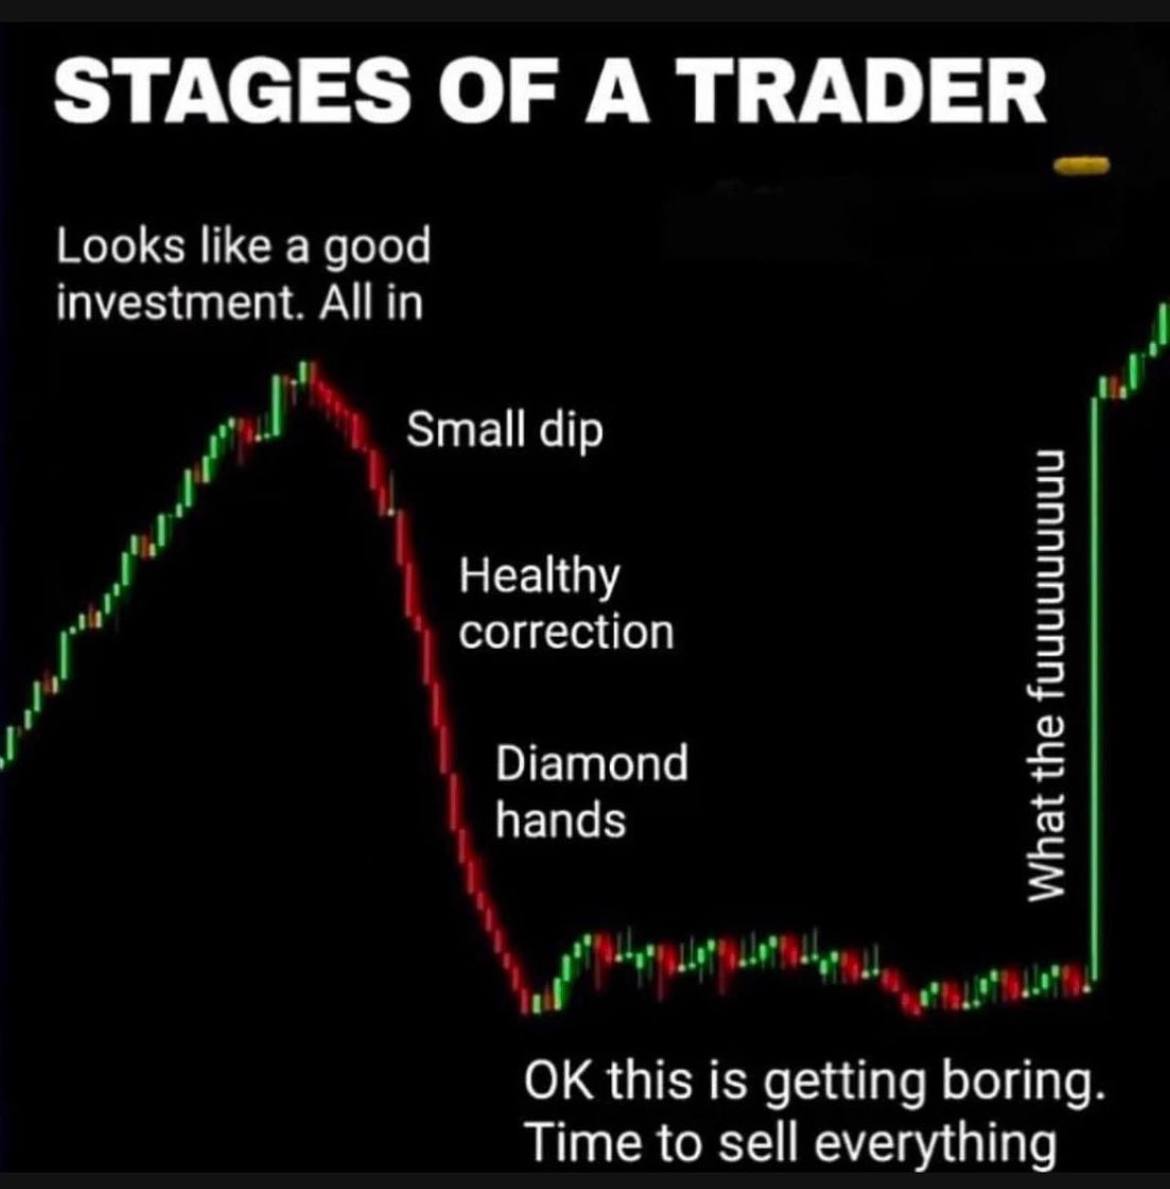 STAGES OF A TRADER
Looks like a good
investment. All in
Small dip
Healthy
correction
Diamond
hands
What the fuuuuuuuuu
OK this is getting boring.
Time to sell everything